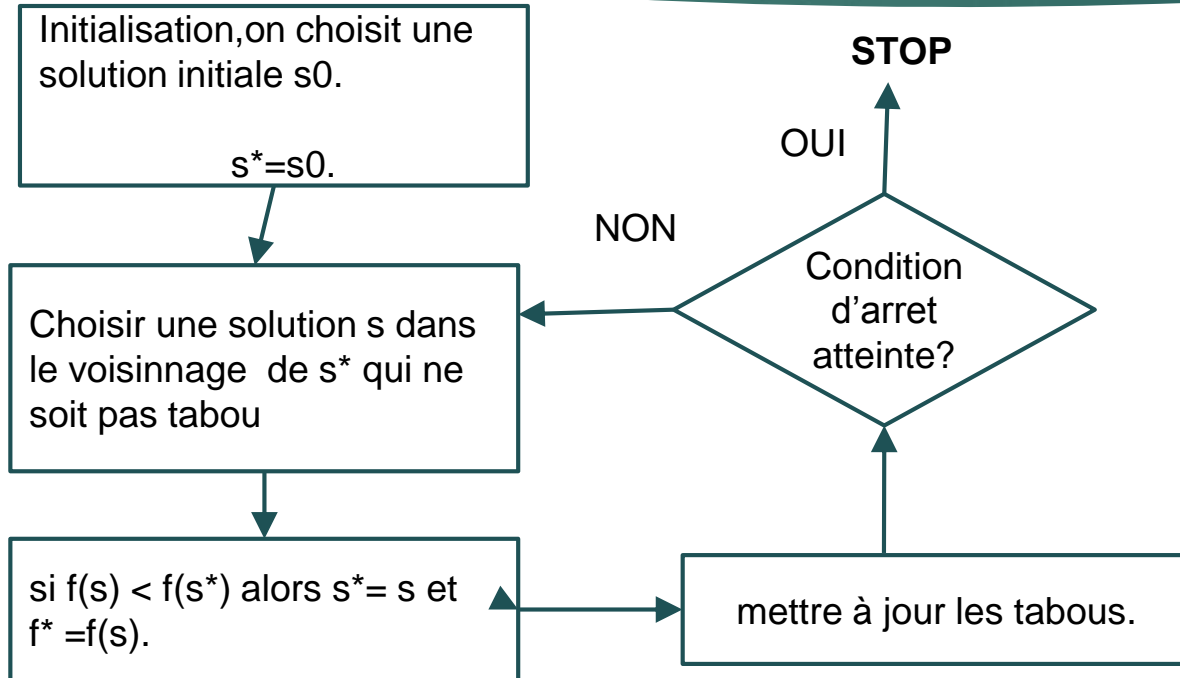 Initialisation,on choisit une
solution initiale s0.
s*=s0.
Choisir une solution s dans
le voisinnage de s* qui ne
soit pas tabou
si f(s) < f(s*) alors s*= s et
f* =f(s).
mettre à jour les tabous.
Condition
d’arret
atteinte?
NON
OUI
STOP